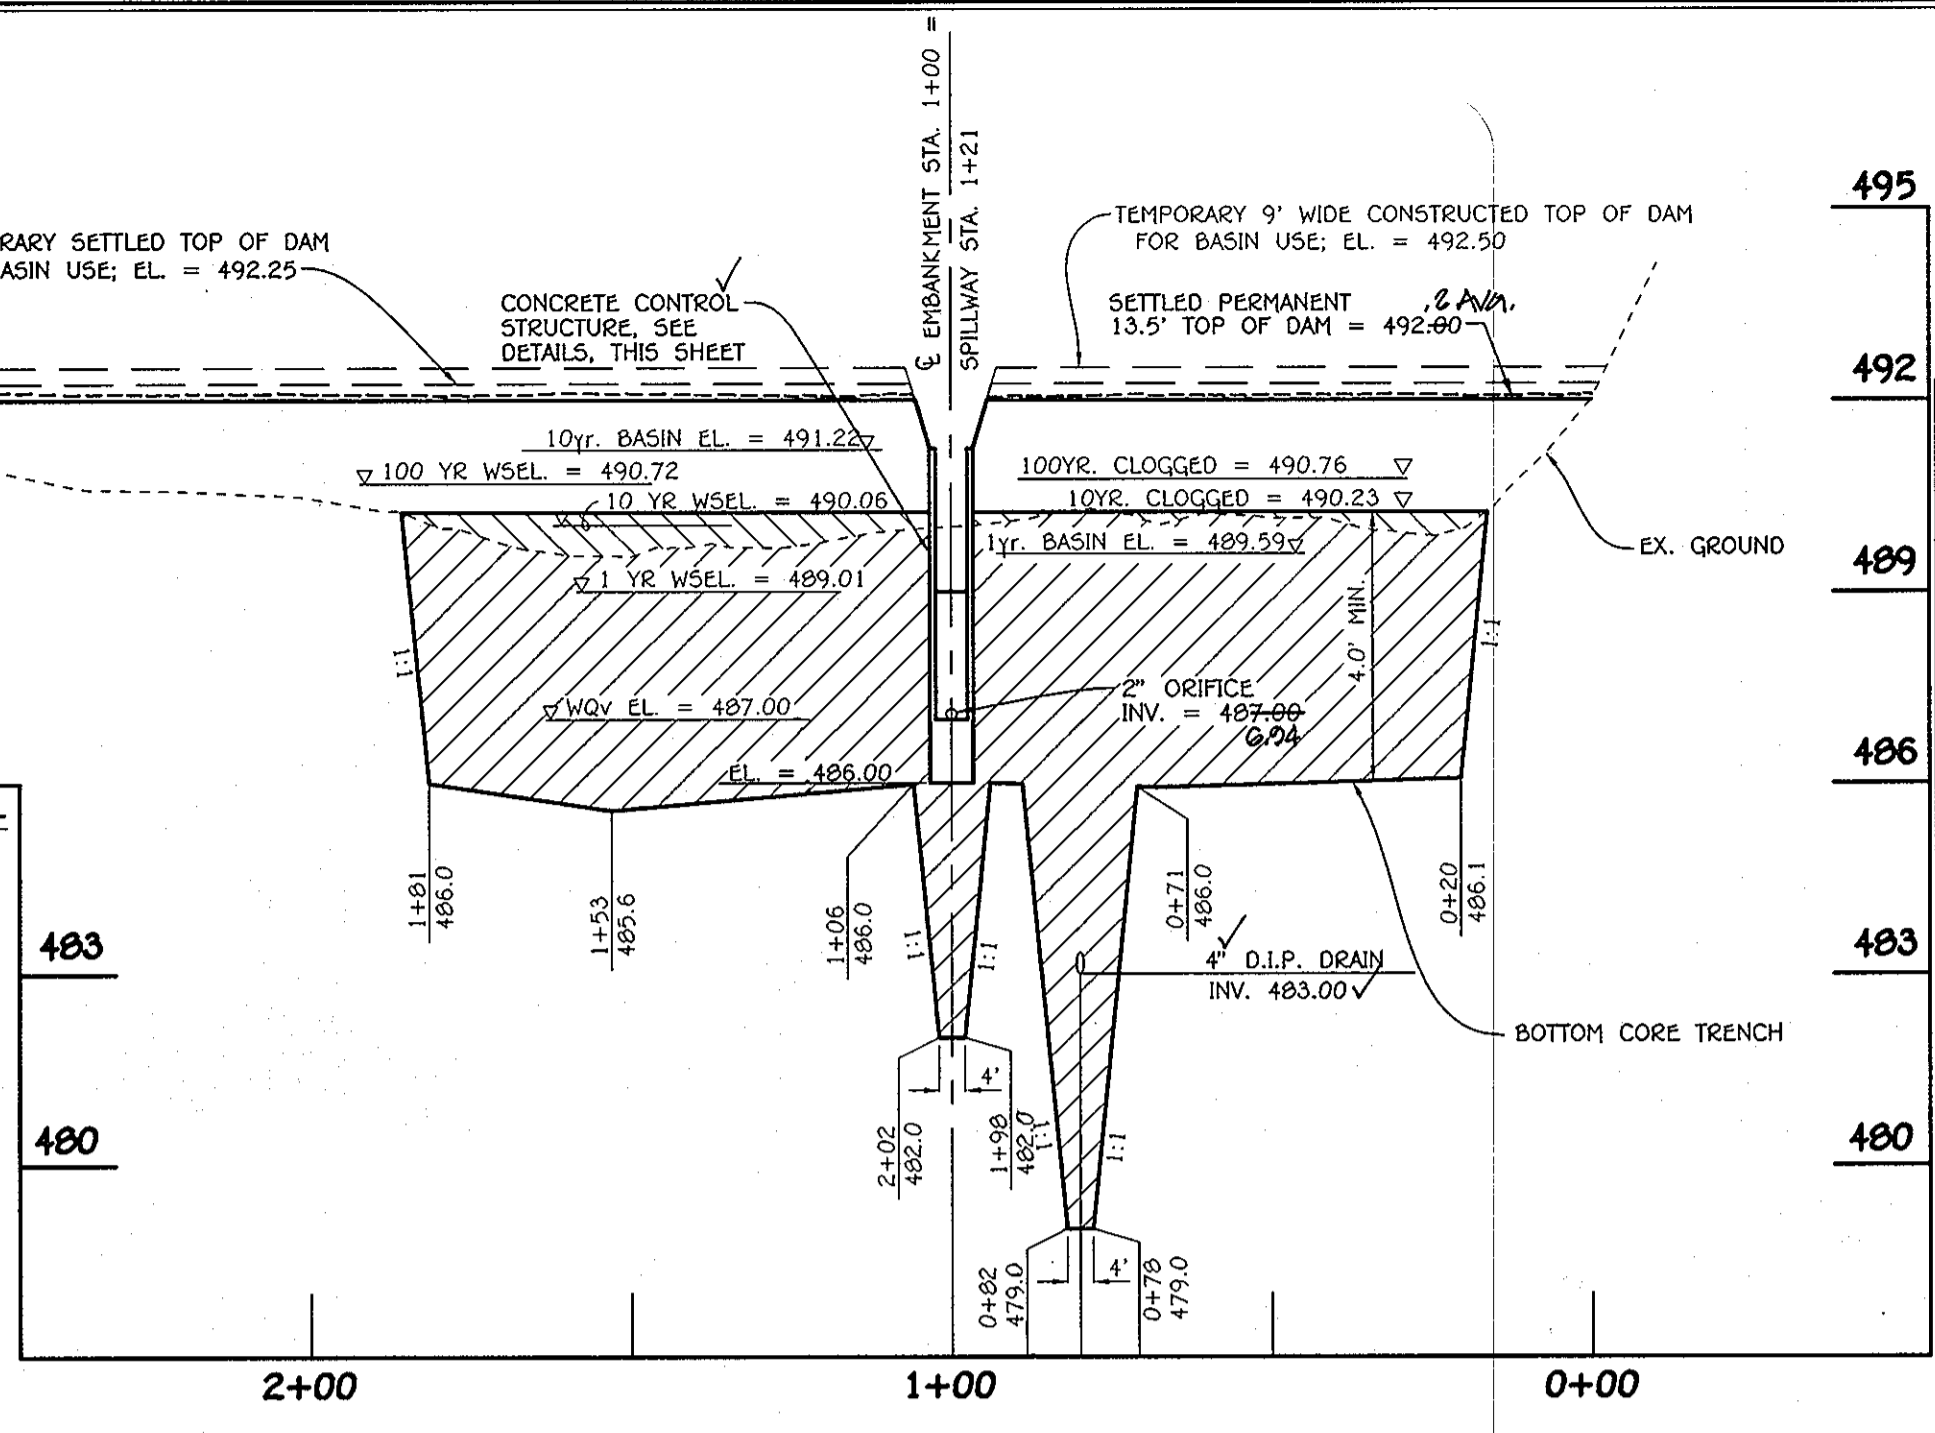 ℄ EMBANKMENT STA. 1+00 =
SPILLWAY STA. 1+21
RARY SETTLED TOP OF DAM
ASIN USE; EL. = 492.25
CONCRETE CONTROL
STRUCTURE, SEE
DETAILS, THIS SHEET
TEMPORARY 9' WIDE CONSTRUCTED TOP OF DAM
FOR BASIN USE; EL. = 492.50
SETTLED PERMANENT
13.5' TOP OF DAM = 492.00
.2
10yr. BASIN EL. = 491.22
100 YR WSEL. = 490.72
10 YR WSEL. = 490.06
100YR. CLOGGED = 490.76
10YR. CLOGGED = 490.23
1yr. BASIN EL. = 489.59
1 YR WSEL. = 489.01
EX. GROUND
4.0' MIN.
1:1
1:1
WQv EL. = 487.00
2" ORIFICE
INV. = 487.00
6.94
EL. = 486.00
1+81
486.0
1+53
485.6
1+06
486.0
0+71
486.0
0+20
486.1
1:1
1:1
4" D.I.P. DRAIN
INV. 483.00
BOTTOM CORE TRENCH
4'
2+02
482.0
1+98
482.0
1:1
1:1
4'
0+82
479.0
0+78
479.0
495
492
489
486
483
480
483
480
2+00
1+00
0+00